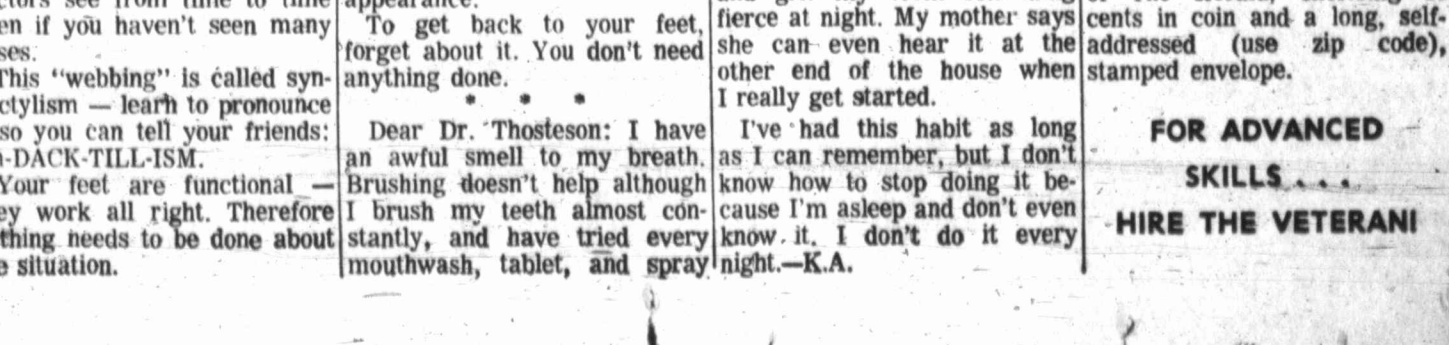 en if you haven't seen many
ses.
This "webbing" is called syn-
ctylism — learn to pronounce
so you can tell your friends:
-DACK-TILL-ISM.
Your feet are functional —
ey work all right. Therefore
thing needs to be done about
e situation.
appearance.
To get back to your feet,
forget about it. You don't need
anything done.
* * *
Dear Dr. Thosteson: I have
an awful smell to my breath.
Brushing doesn't help although
I brush my teeth almost con-
stantly, and have tried every
mouthwash, tablet, and spray
fierce at night. My mother says
she can even hear it at the
other end of the house when
I really get started.
I've had this habit as long
as I can remember, but I don't
know how to stop doing it be-
cause I'm asleep and don't even
know it. I don't do it every
night.—K.A.
cents in coin and a long, self-
addressed (use zip code),
stamped envelope.
FOR ADVANCED
SKILLS . . .
HIRE THE VETERAN!